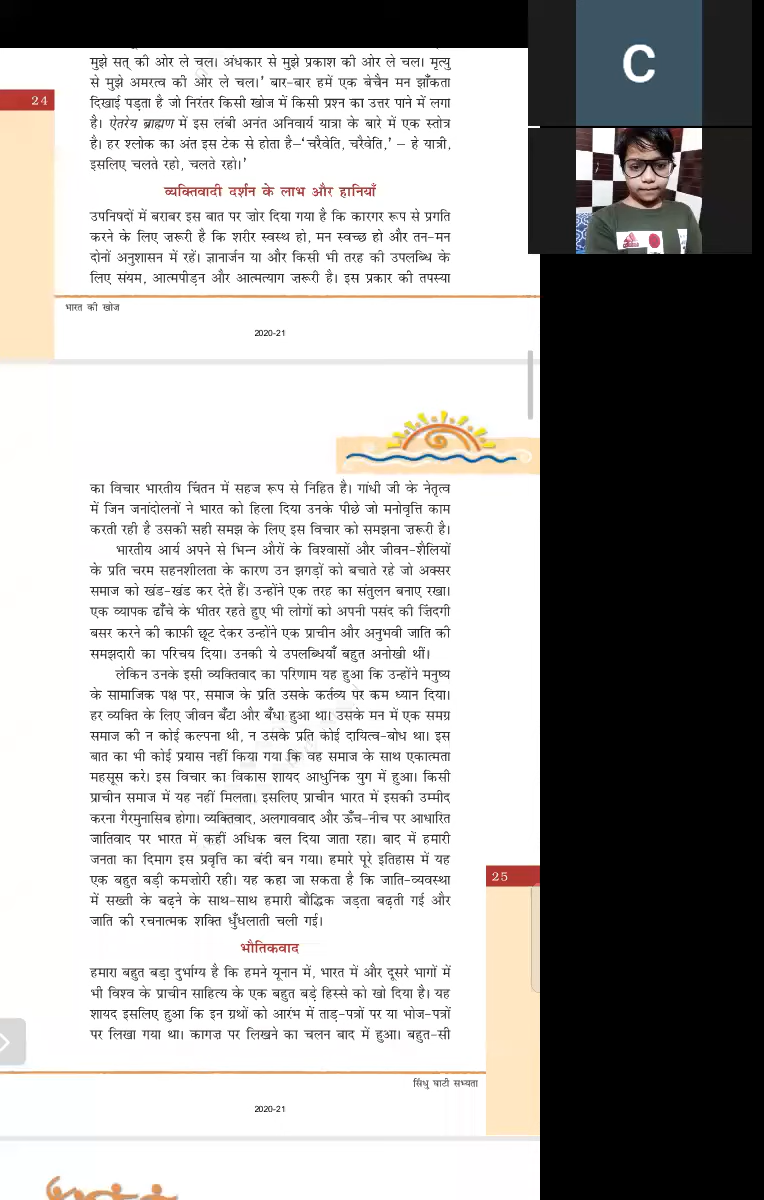 मुझे सत् की ओर ले चल। अंधकार से मुझे प्रकाश की ओर ले चल। मृत्यु
से मुझे अमरत्व की ओर ले चल।’ बार-बार हमें एक बेचैन मन झाँकता
दिखाई पड़ता है जो निरंतर किसी खोज में किसी प्रश्न का उत्तर पाने में लगा
है। ऐतरेय ब्राह्मण में इस लंबी अनंत अनिवार्य यात्रा के बारे में एक स्तोत्र
है। हर श्लोक का अंत इस टेक से होता है–‘चरैवेति, चरैवेति,’ – हे यात्री,
इसलिए चलते रहो, चलते रहो।’
24
व्यक्तिवादी दर्शन के लाभ और हानियाँ
उपनिषदों में बराबर इस बात पर ज़ोर दिया गया है कि कारगर रूप से प्रगति
करने के लिए ज़रूरी है कि शरीर स्वस्थ हो, मन स्वच्छ हो और तन-मन
दोनों अनुशासन में रहें। ज्ञानार्जन या और किसी भी तरह की उपलब्धि के
लिए संयम, आत्मपीड़न और आत्मत्याग ज़रूरी है। इस प्रकार की तपस्या
भारत की खोज
2020-21
का विचार भारतीय चिंतन में सहज रूप से निहित है। गांधी जी के नेतृत्व
में जिन जनांदोलनों ने भारत को हिला दिया उनके पीछे जो मनोवृत्ति काम
करती रही है उसकी सही समझ के लिए इस विचार को समझना ज़रूरी है।
भारतीय आर्य अपने से भिन्न औरों के विश्वासों और जीवन-शैलियों
के प्रति चरम सहनशीलता के कारण उन झगड़ों को बचाते रहे जो अक्सर
समाज को खंड-खंड कर देते हैं। उन्होंने एक तरह का संतुलन बनाए रखा।
एक व्यापक ढाँचे के भीतर रहते हुए भी लोगों को अपनी पसंद की ज़िंदगी
बसर करने की काफ़ी छूट देकर उन्होंने एक प्राचीन और अनुभवी जाति की
समझदारी का परिचय दिया। उनकी ये उपलब्धियाँ बहुत अनोखी थीं।
लेकिन उनके इसी व्यक्तिवाद का परिणाम यह हुआ कि उन्होंने मनुष्य
के सामाजिक पक्ष पर, समाज के प्रति उसके कर्तव्य पर कम ध्यान दिया।
हर व्यक्ति के लिए जीवन बँटा और बँधा हुआ था। उसके मन में एक समग्र
समाज की न कोई कल्पना थी, न उसके प्रति कोई दायित्व-बोध था। इस
बात का भी कोई प्रयास नहीं किया गया कि वह समाज के साथ एकात्मता
महसूस करे। इस विचार का विकास शायद आधुनिक युग में हुआ। किसी
प्राचीन समाज में यह नहीं मिलता। इसलिए प्राचीन भारत में इसकी उम्मीद
करना गैरमुनासिब होगा। व्यक्तिवाद, अलगाववाद और ऊँच-नीच पर आधारित
जातिवाद पर भारत में कहीं अधिक बल दिया जाता रहा। बाद में हमारी
जनता का दिमाग इस प्रवृत्ति का बंदी बन गया। हमारे पूरे इतिहास में यह
एक बहुत बड़ी कमज़ोरी रही। यह कहा जा सकता है कि जाति-व्यवस्था
में सख्ती के बढ़ने के साथ-साथ हमारी बौद्धिक जड़ता बढ़ती गई और
जाति की रचनात्मक शक्ति धुँधलाती चली गई।
25
भौतिकवाद
हमारा बहुत बड़ा दुर्भाग्य है कि हमने यूनान में, भारत में और दूसरे भागों में
भी विश्व के प्राचीन साहित्य के एक बहुत बड़े हिस्से को खो दिया है। यह
शायद इसलिए हुआ कि इन ग्रथों को आरंभ में ताड़-पत्रों पर या भोज-पत्रों
पर लिखा गया था। कागज़ पर लिखने का चलन बाद में हुआ। बहुत-सी
सिंधु घाटी सभ्यता
2020-21
C